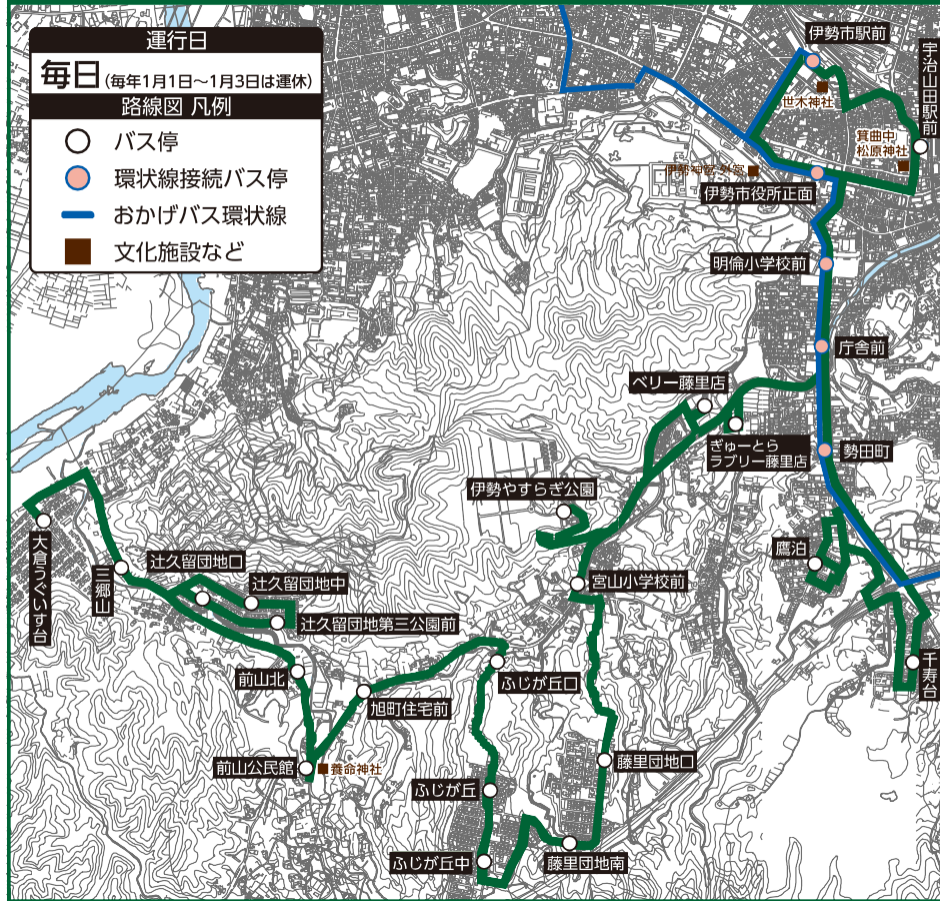 運行日
毎日(毎年1月1日~1月3日は運休)
路線図 凡例
バス停
環状線接続バス停
おかげバス環状線
文化施設など
伊勢市駅前
世木神社
宇治山田駅前
箕曲中
松原神社
伊勢神宮 外宮
伊勢市役所正面
明倫小学校前
庁舎前
ベリー藤里店
ぎゅーとら
ラブリー藤里店
勢田町
伊勢やすらぎ公園
鷹泊
大倉うぐいす台
三郷山
辻久留団地口
辻久留団地中
辻久留団地第三公園前
宮山小学校前
千寿台
前山北
旭町住宅前
ふじが丘口
前山公民館
養命神社
藤里団地口
ふじが丘
ふじが丘中
藤里団地南